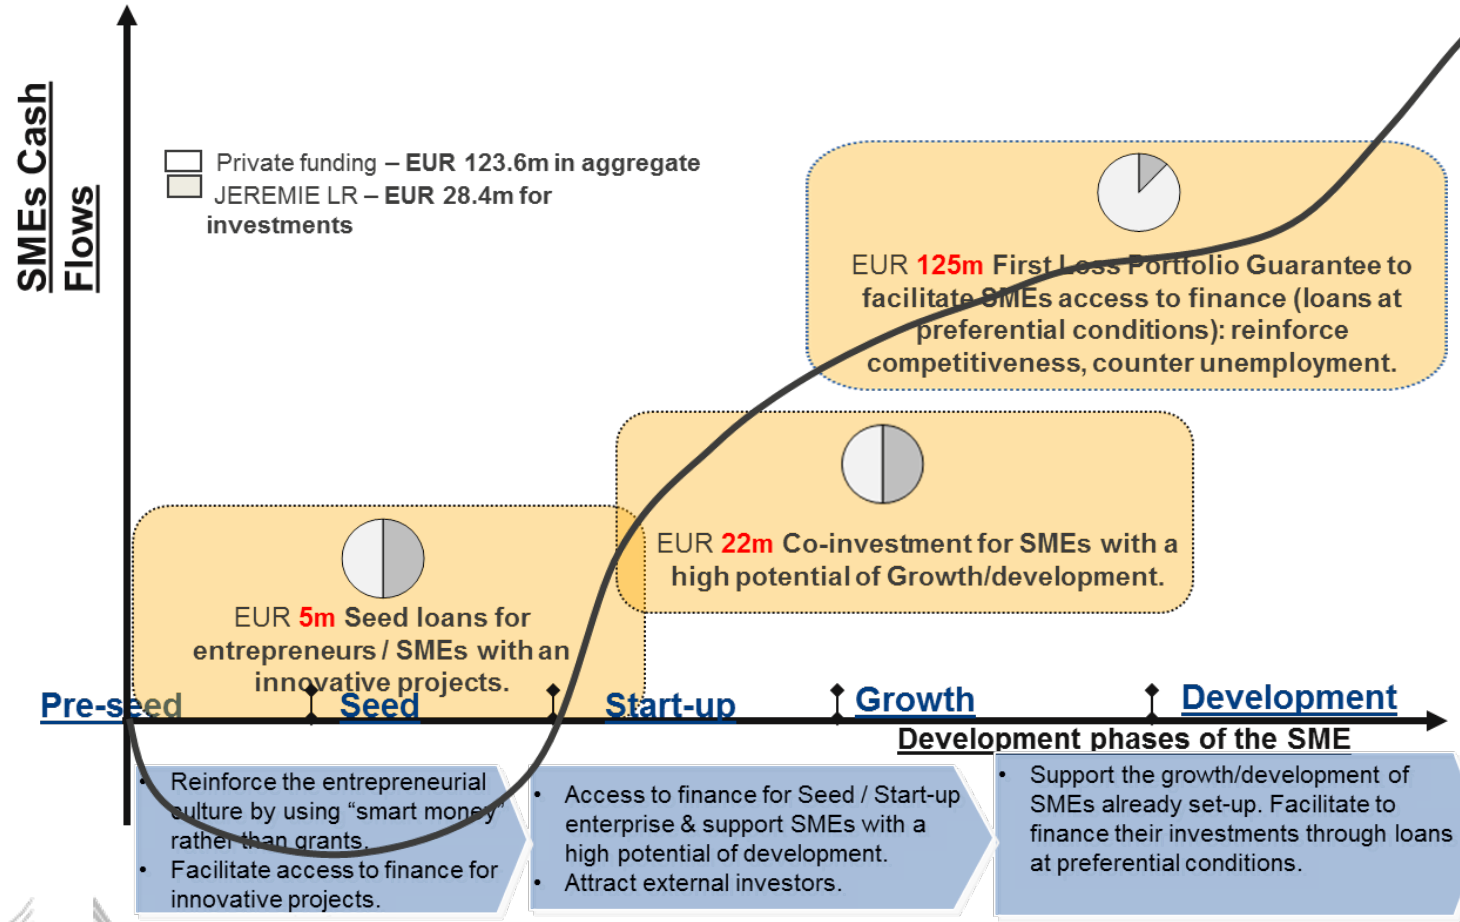 SMEs Cash
Flows
Private funding – EUR 123.6m in aggregate
JEREMIE LR – EUR 28.4m for
investments
EUR 125m First Loss Portfolio Guarantee to
facilitate SMEs access to finance (loans at
preferential conditions): reinforce
competitiveness, counter unemployment.
EUR 22m Co-investment for SMEs with a
high potential of Growth/development.
EUR 5m Seed loans for
entrepreneurs / SMEs with an
innovative projects.
Pre-seed
Seed
Start-up
Growth
Development
Development phases of the SME
• Reinforce the entrepreneurial
culture by using “smart money”
rather than grants.
• Facilitate access to finance for
innovative projects.
• Access to finance for Seed / Start-up
enterprise & support SMEs with a
high potential of development.
• Attract external investors.
• Support the growth/development of
SMEs already set-up. Facilitate to
finance their investments through loans
at preferential conditions.